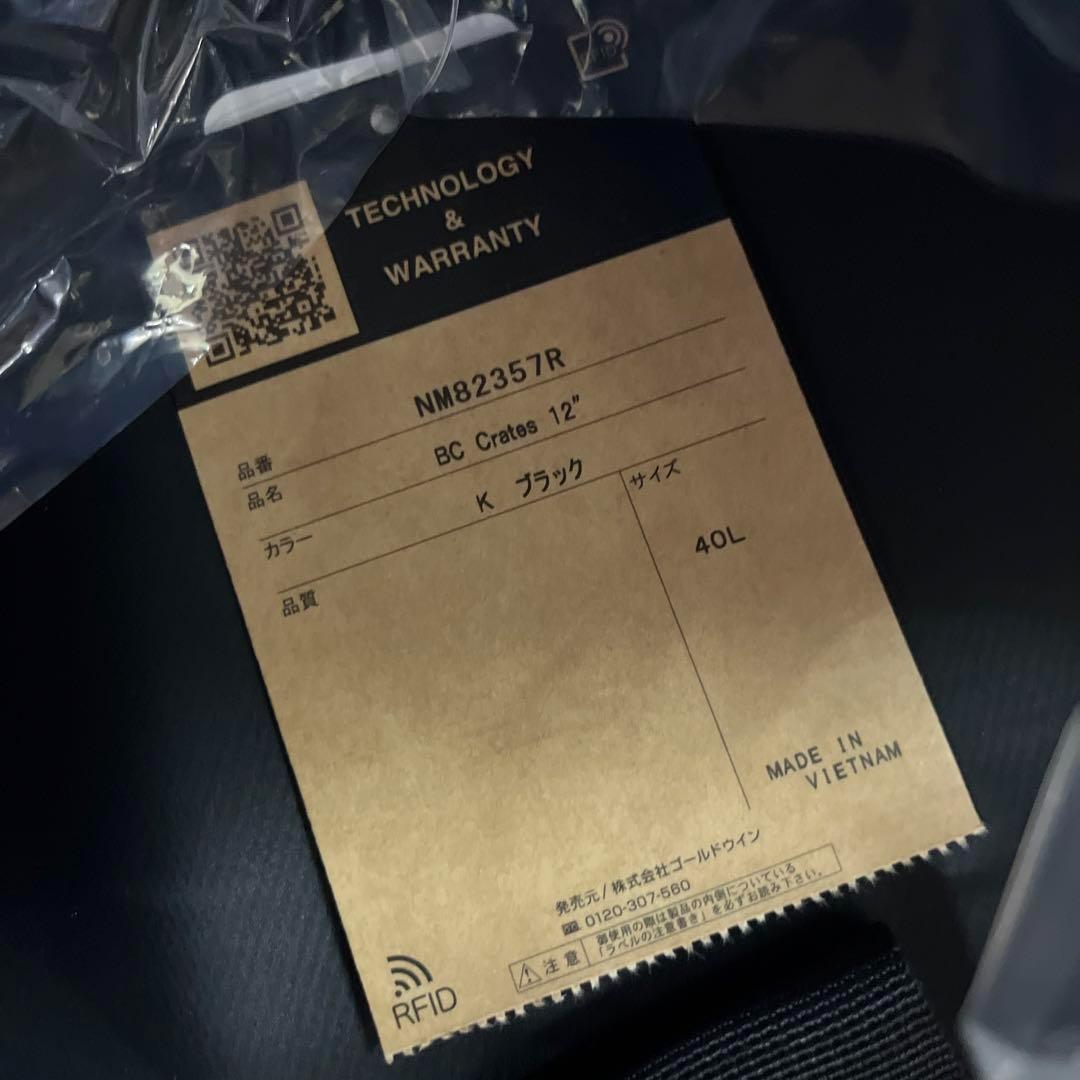 TECHNOLOGY
&
WARRANTY
品番 NM82357R
品名 BC Crates 12"
カラー K ブラック
品質
サイズ
40L
MADE IN
VIETNAM
発売元/株式会社ゴールドウイン
0120-307-560
注意
御使用の際は製品の内側についている
「ラベルの注意書き」を必ずお読み下さい。
RFID